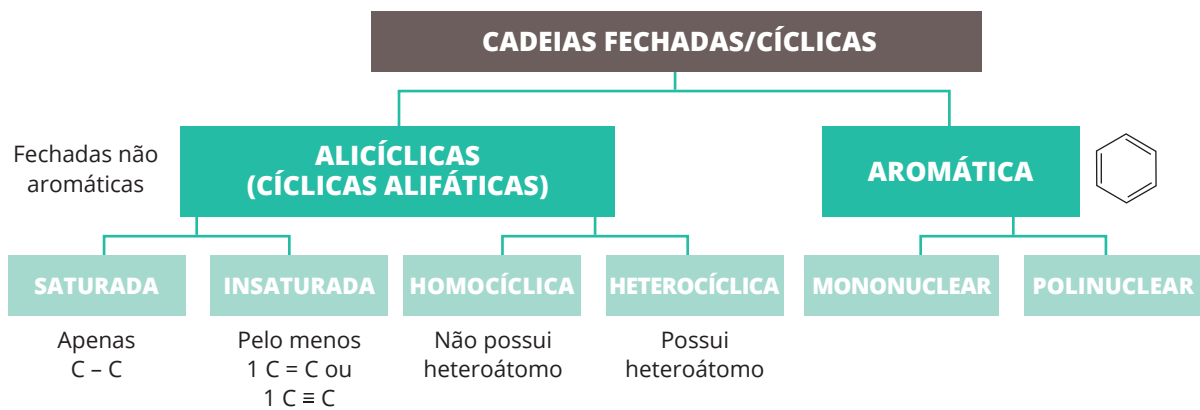 CADEIAS FECHADAS/CÍCLICAS
Fechadas não
aromáticas
ALICÍCLICAS
(CÍCLICAS ALIFÁTICAS)
AROMÁTICA
SATURADA
INSATURADA
HOMOCÍCLICA
HETEROCÍCLICA
MONONUCLEAR
POLINUCLEAR
Apenas
C – C
Pelo menos
1 C = C ou
1 C ≡ C
Não possui
heteroátomo
Possui
heteroátomo